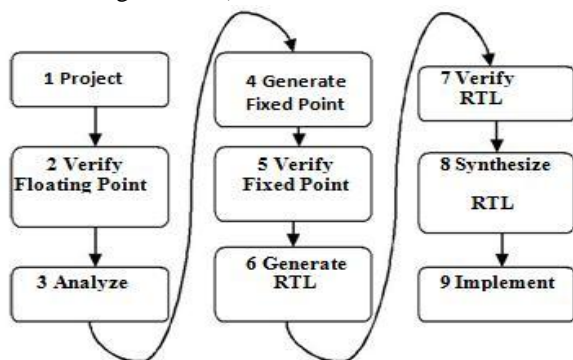 1 Project
2 Verify
Floating Point
3 Analyze
4 Generate
Fixed Point
5 Verify
Fixed Point
6 Generate
RTL
7 Verify
RTL
8 Synthesize
RTL
9 Implement